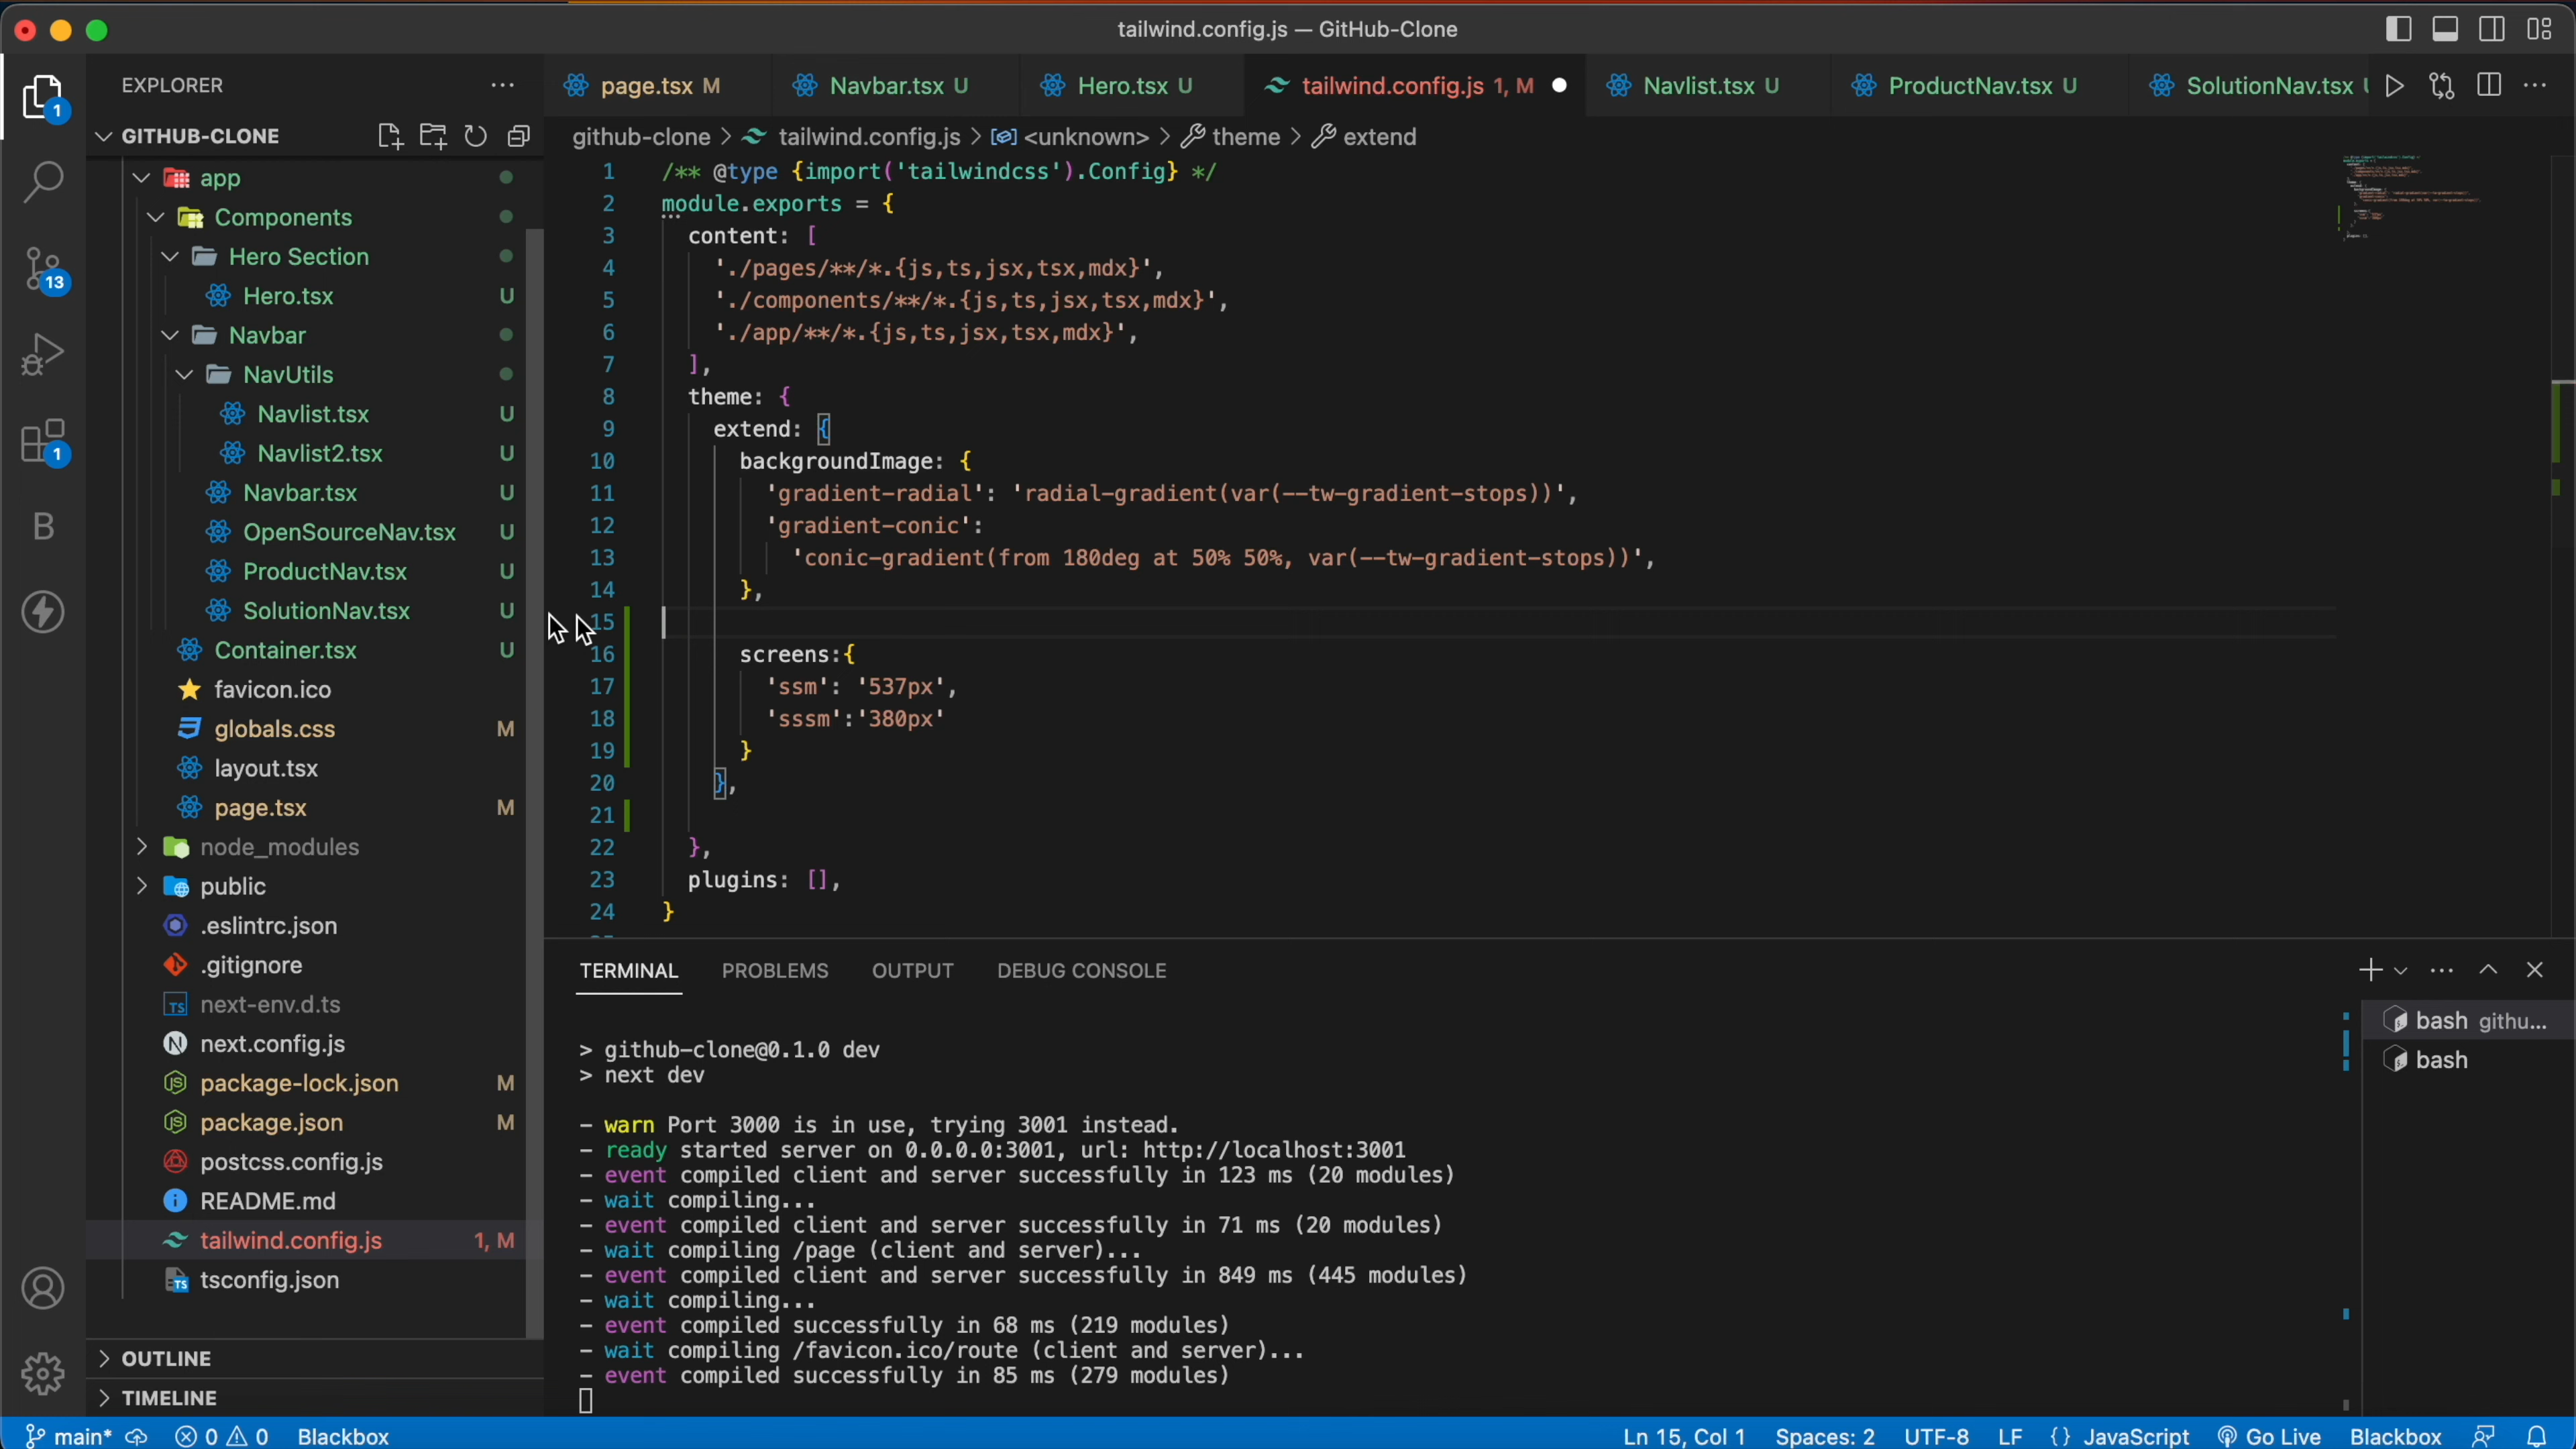 tailwind.config.js — GitHub-Clone
EXPLORER
page.tsx M
Navbar.tsx U
Hero.tsx U
tailwind.config.js 1, M
Navlist.tsx U
ProductNav.tsx U
SolutionNav.tsx
GITHUB-CLONE
github-clone > tailwind.config.js > <unknown> > theme > extend
1
app
Components
Hero Section
Hero.tsx U
Navbar
NavUtils
Navlist.tsx U
Navlist2.tsx U
Navbar.tsx U
OpenSourceNav.tsx U
ProductNav.tsx U
SolutionNav.tsx U
Container.tsx U
favicon.ico
globals.css M
layout.tsx
page.tsx M
node_modules
public
.eslintrc.json
.gitignore
next-env.d.ts
next.config.js
package-lock.json M
package.json M
postcss.config.js
README.md
tailwind.config.js 1, M
tsconfig.json
OUTLINE
TIMELINE
13
1
B
1 /** @type {import('tailwindcss').Config} */
2 module.exports = {
3 content: [
4 './pages/**/*.{js,ts,jsx,tsx,mdx}',
5 './components/**/*.{js,ts,jsx,tsx,mdx}',
6 './app/**/*.{js,ts,jsx,tsx,mdx}',
7 ],
8 theme: {
9 extend: {
10 backgroundImage: {
11 'gradient-radial': 'radial-gradient(var(--tw-gradient-stops))',
12 'gradient-conic':
13 'conic-gradient(from 180deg at 50% 50%, var(--tw-gradient-stops))',
14 },
15
16 screens:{
17 'ssm': '537px',
18 'sssm':'380px'
19 }
20 },
21
22 },
23 plugins: [],
24 }
TERMINAL PROBLEMS OUTPUT DEBUG CONSOLE
> github-clone@0.1.0 dev
> next dev
- warn Port 3000 is in use, trying 3001 instead.
- ready started server on 0.0.0.0:3001, url: http://localhost:3001
- event compiled client and server successfully in 123 ms (20 modules)
- wait compiling...
- event compiled client and server successfully in 71 ms (20 modules)
- wait compiling /page (client and server)...
- event compiled client and server successfully in 849 ms (445 modules)
- wait compiling...
- event compiled successfully in 68 ms (219 modules)
- wait compiling /favicon.ico/route (client and server)...
- event compiled successfully in 85 ms (279 modules)
bash githu...
bash
main* 0 0 Blackbox
Ln 15, Col 1 Spaces: 2 UTF-8 LF {} JavaScript Go Live Blackbox